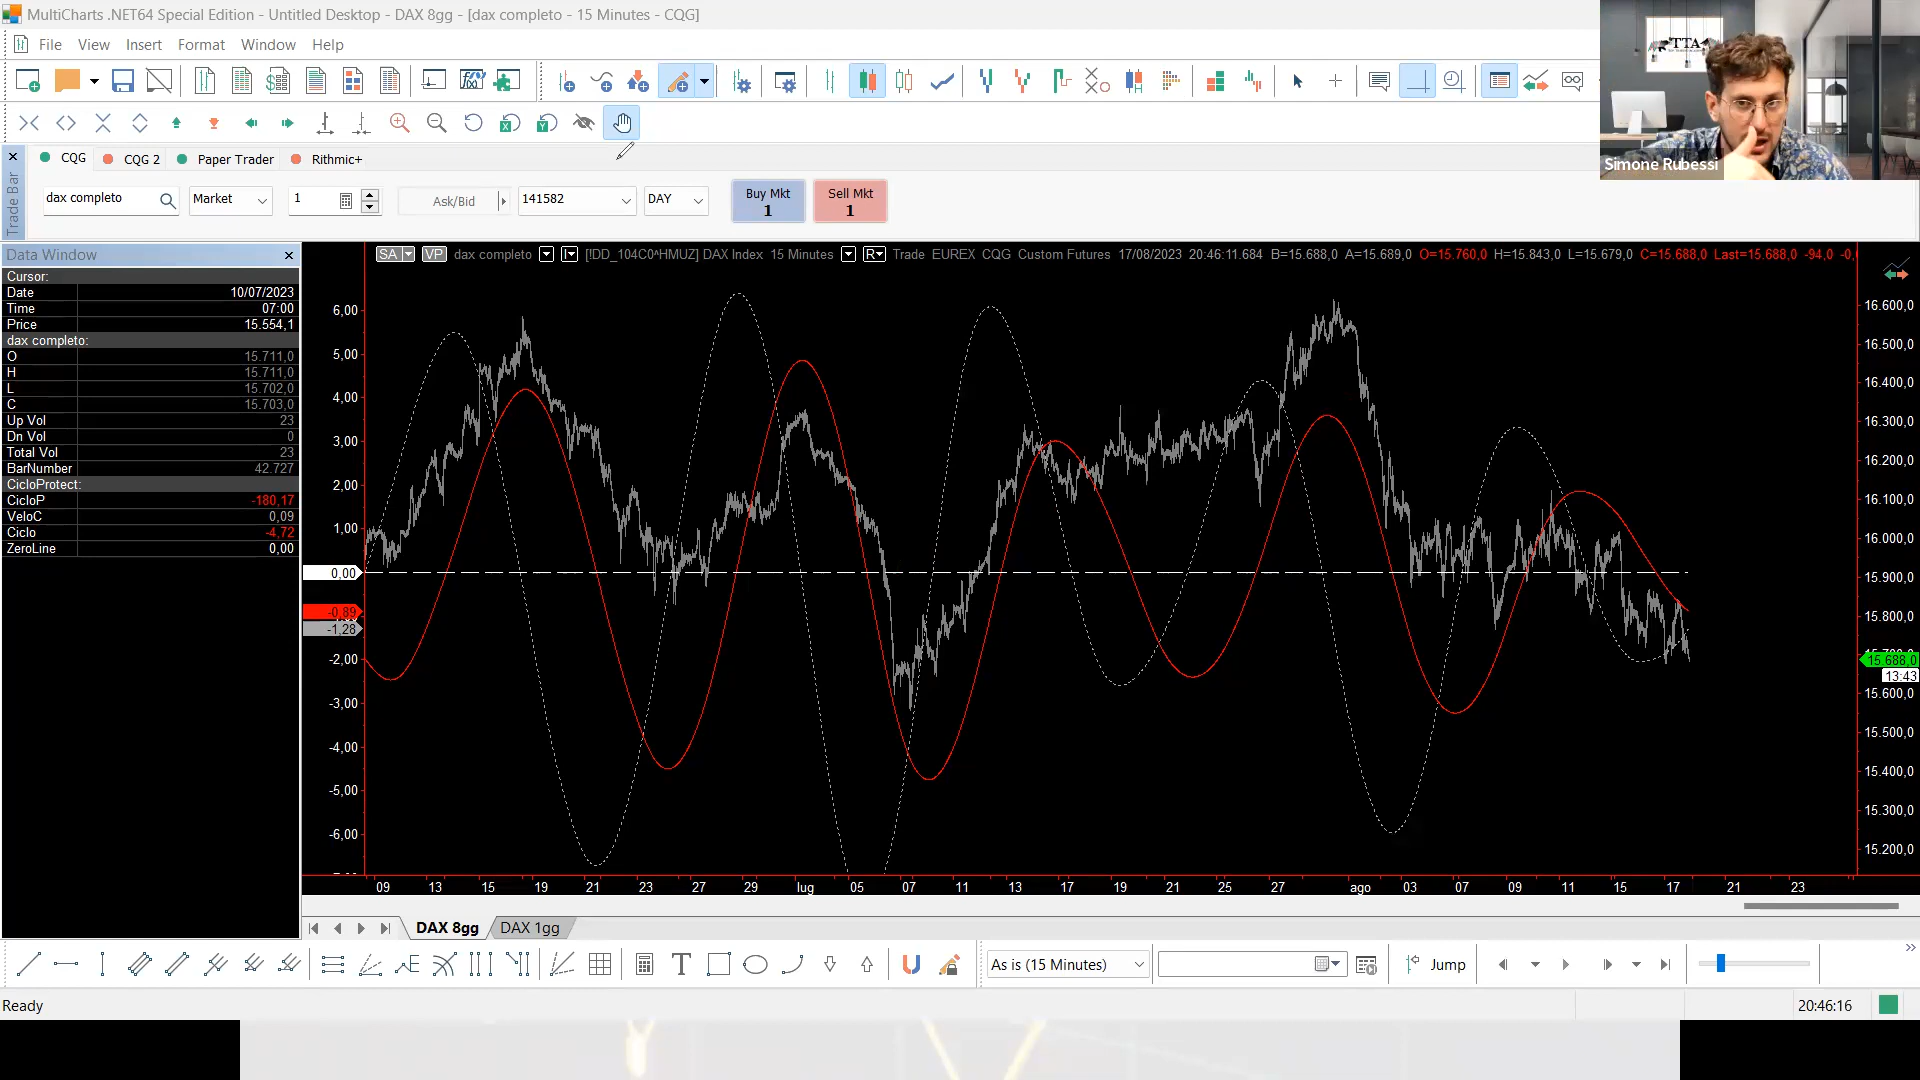 MultiCharts .NET64 Special Edition - Untitled Desktop - DAX 8gg - [dax completo - 15 Minutes - CQG]
File View Insert Format Window Help
TTA
Simone Rubessi
CQG CQG 2 Paper Trader Rithmic+
Trade Bar
dax completo Market 1 Ask/Bid 141582 DAY Buy Mkt 1 Sell Mkt 1
Data Window
Cursor:
Date 10/07/2023
Time 07:00
Price 15.554,1
dax completo:
O 15.711,0
H 15.711,0
L 15.702,0
C 15.703,0
Up Vol 23
Dn Vol 0
Total Vol 23
BarNumber 42.727
CicloProtect:
CicloP -180,17
VeloC 0,09
Ciclo -4,72
ZeroLine 0,00
SA VP dax completo [!DD_104C0^HMUZ] DAX Index 15 Minutes R Trade EUREX CQG Custom Futures 17/08/2023 20:46:11.684 B=15.688,0 A=15.689,0 O=15.760,0 H=15.843,0 L=15.679,0 C=15.688,0 Last=15.688,0 -94,0
6,00
5,00
4,00
3,00
2,00
1,00
0,00
-0,89
-1,28
-2,00
-3,00
-4,00
-5,00
-6,00
16.600,0
16.500,0
16.400,0
16.300,0
16.200,0
16.100,0
16.000,0
15.900,0
15.800,0
15.688,0
13:43
15.600,0
15.500,0
15.400,0
15.300,0
15.200,0
09 13 15 19 21 23 27 29 lug 05 07 11 13 17 19 21 25 27 ago 03 07 09 11 15 17 21 23
DAX 8gg DAX 1gg
As is (15 Minutes) Jump
Ready 20:46:16